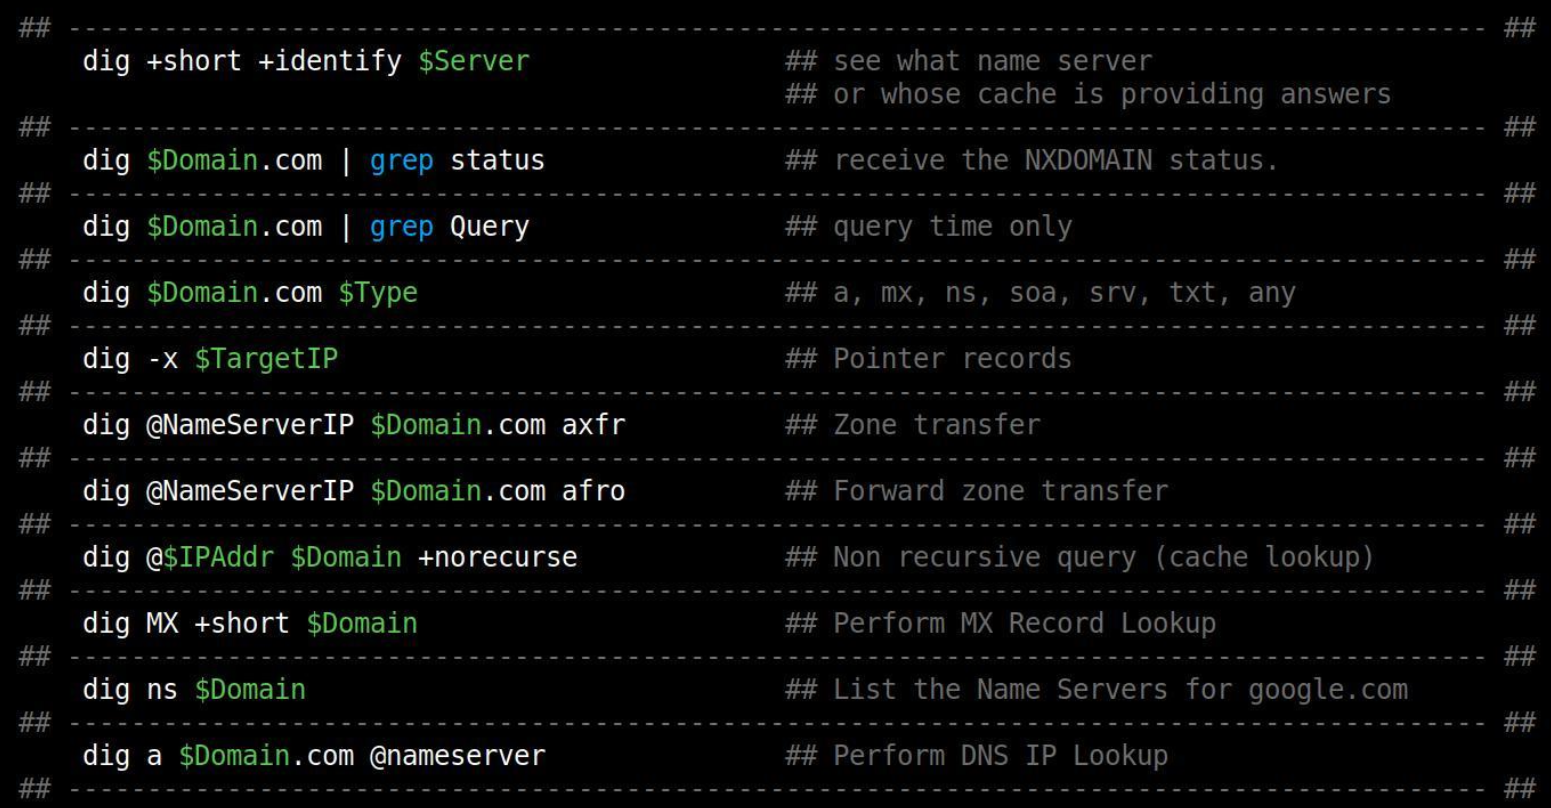 ## ----------------------------------------------------------------------------------------- ##
dig +short +identify $Server ## see what name server
## or whose cache is providing answers
## ----------------------------------------------------------------------------------------- ##
dig $Domain.com | grep status ## receive the NXDOMAIN status.
## ----------------------------------------------------------------------------------------- ##
dig $Domain.com | grep Query ## query time only
## ----------------------------------------------------------------------------------------- ##
dig $Domain.com $Type ## a, mx, ns, soa, srv, txt, any
## ----------------------------------------------------------------------------------------- ##
dig -x $TargetIP ## Pointer records
## ----------------------------------------------------------------------------------------- ##
dig @NameServerIP $Domain.com axfr ## Zone transfer
## ----------------------------------------------------------------------------------------- ##
dig @NameServerIP $Domain.com afro ## Forward zone transfer
## ----------------------------------------------------------------------------------------- ##
dig @$IPAddr $Domain +norecurse ## Non recursive query (cache lookup)
## ----------------------------------------------------------------------------------------- ##
dig MX +short $Domain ## Perform MX Record Lookup
## ----------------------------------------------------------------------------------------- ##
dig ns $Domain ## List the Name Servers for google.com
## ----------------------------------------------------------------------------------------- ##
dig a $Domain.com @nameserver ## Perform DNS IP Lookup
## ----------------------------------------------------------------------------------------- ##